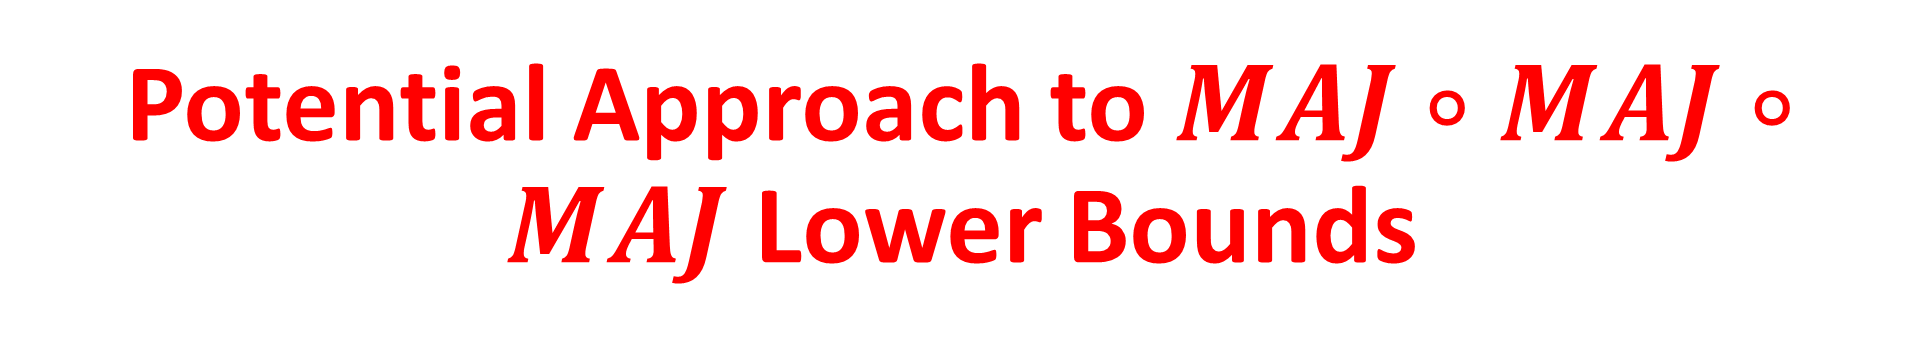 Potential Approach to 𝑴𝑨𝑱 ∘ 𝑴𝑨𝑱 ∘
𝑴𝑨𝑱 Lower Bounds